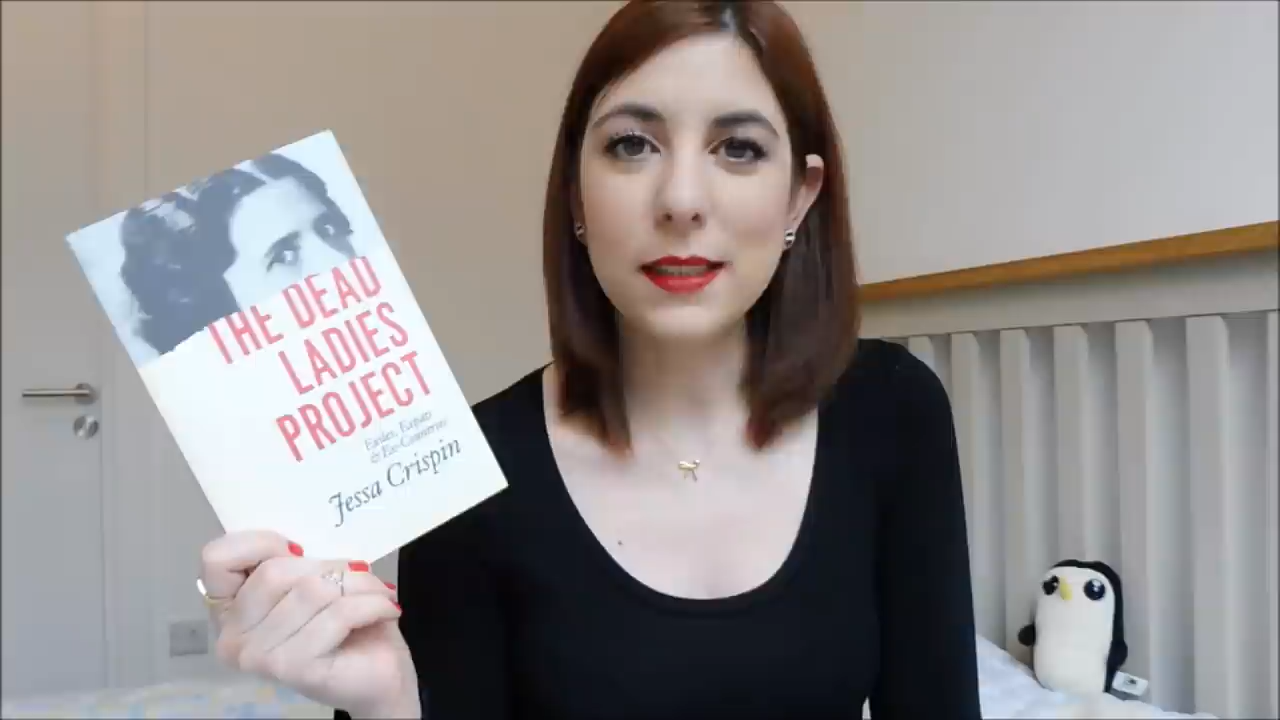 THE DEAD
LADIES
PROJECT
Exiles, Expats
& Ex-Countries
Jessa Crispin